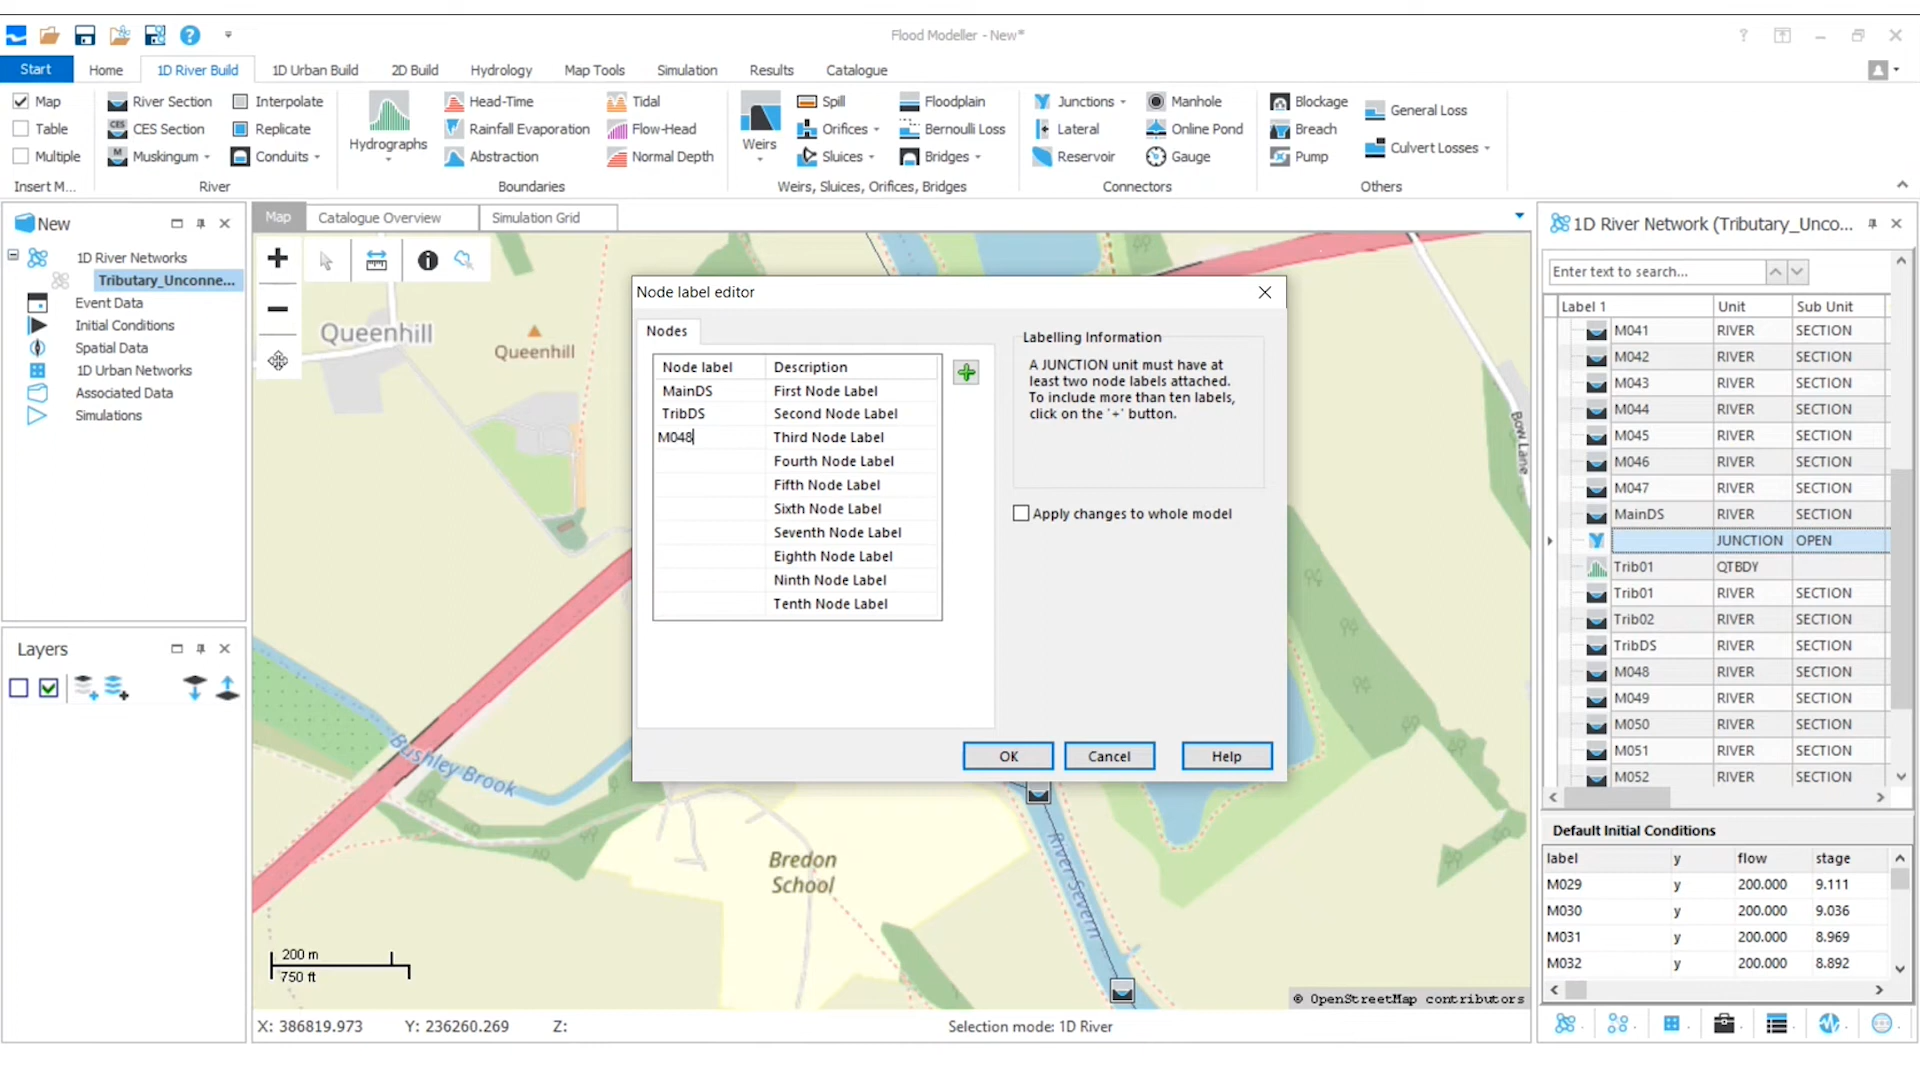 Flood Modeller - New*
Start
Home
1D River Build
1D Urban Build
2D Build
Hydrology
Map Tools
Simulation
Results
Catalogue
Map
River Section
Interpolate
Head-Time
Tidal
Spill
Floodplain
Junctions
Manhole
Blockage
General Loss
Table
CES Section
Replicate
Hydrographs
Rainfall Evaporation
Flow-Head
Weirs
Orifices
Bernoulli Loss
Lateral
Online Pond
Breach
Culvert Losses
Multiple
Muskingum
Conduits
Abstraction
Normal Depth
Sluices
Bridges
Reservoir
Gauge
Pump
Insert M...
River
Boundaries
Weirs, Sluices, Orifices, Bridges
Connectors
Others
New
1D River Networks
Tributary_Unconne...
Event Data
Initial Conditions
Spatial Data
1D Urban Networks
Associated Data
Simulations
Layers
Map
Catalogue Overview
Simulation Grid
Queenhill
Queenhill
Bow Lane
Bushley Brook
Bredon
School
River Severn
200 m
750 ft
© OpenStreetMap contributors
X: 386819.973
Y: 236260.269
Z:
Selection mode: 1D River
Node label editor
Nodes
Node label Description
MainDS First Node Label
TribDS Second Node Label
M048 Third Node Label
Fourth Node Label
Fifth Node Label
Sixth Node Label
Seventh Node Label
Eighth Node Label
Ninth Node Label
Tenth Node Label
Labelling Information
A JUNCTION unit must have at
least two node labels attached.
To include more than ten labels,
click on the '+' button.
Apply changes to whole model
OK
Cancel
Help
1D River Network (Tributary_Unco...
Enter text to search...
Label 1 Unit Sub Unit
M041 RIVER SECTION
M042 RIVER SECTION
M043 RIVER SECTION
M044 RIVER SECTION
M045 RIVER SECTION
M046 RIVER SECTION
M047 RIVER SECTION
MainDS RIVER SECTION
JUNCTION OPEN
Trib01 QTBDY
Trib01 RIVER SECTION
Trib02 RIVER SECTION
TribDS RIVER SECTION
M048 RIVER SECTION
M049 RIVER SECTION
M050 RIVER SECTION
M051 RIVER SECTION
M052 RIVER SECTION
Default Initial Conditions
label y flow stage
M029 y 200.000 9.111
M030 y 200.000 9.036
M031 y 200.000 8.969
M032 y 200.000 8.892